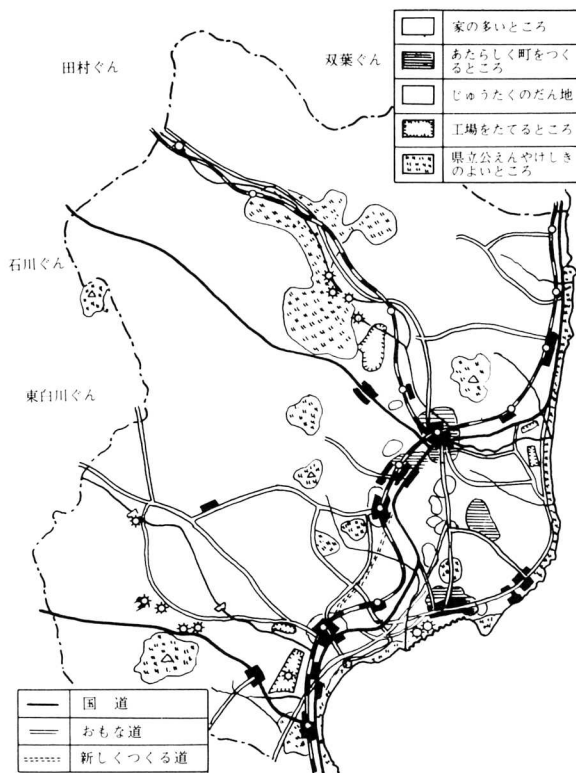 家の多いところ
あたらしく町をつく
るところ
じゅうたくのだん地
工場をたてるところ
県立公えんやけしき
のよいところ
田村ぐん
双葉ぐん
石川ぐん
東白川ぐん
国道
おもな道
新しくつくる道